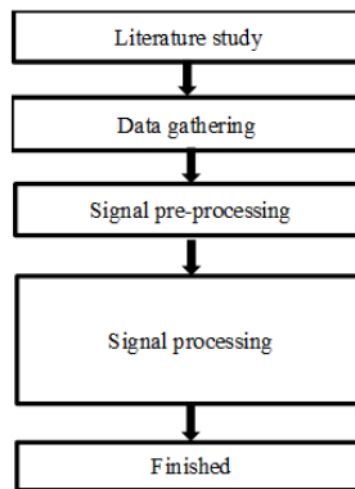 Literature study
Data gathering
Signal pre-processing
Signal processing
Finished